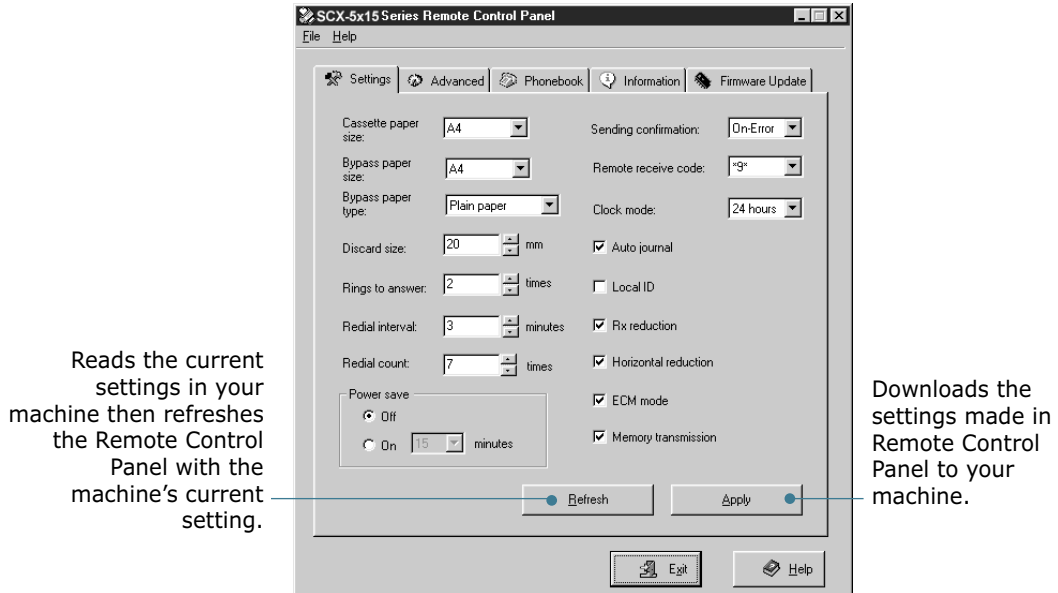 SCX-5x15 Series Remote Control Panel
File Help
Settings Advanced Phonebook Information Firmware Update
Cassette paper
size:
A4
Sending confirmation:
On-Error
Bypass paper
size:
A4
Remote receive code:
*9*
Bypass paper
type:
Plain paper
Clock mode:
24 hours
Discard size:
20
mm
Auto journal
Rings to answer:
2
times
Local ID
Redial interval:
3
minutes
Rx reduction
Redial count:
7
times
Horizontal reduction
Power save
Off
On
15
minutes
ECM mode
Memory transmission
Refresh
Apply
Exit
Help
Reads the current
settings in your
machine then refreshes
the Remote Control
Panel with the
machine’s current
setting.
Downloads the
settings made in
Remote Control
Panel to your
machine.